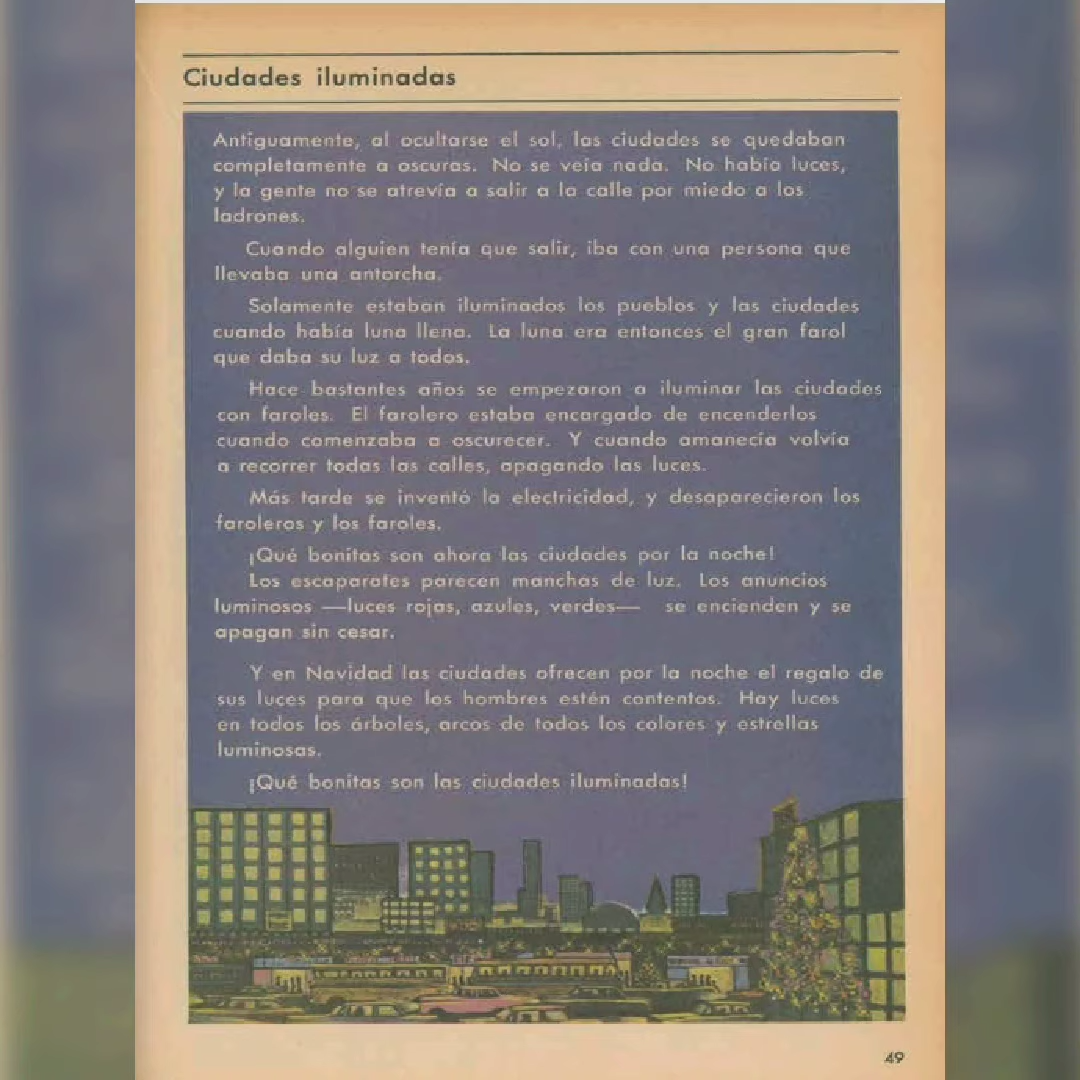 Ciudades iluminadas
Antiguamente, al ocultarse el sol, las ciudades se quedaban
completamente a oscuras. No se veía nada. No había luces,
y la gente no se atrevía a salir a la calle por miedo a los
ladrones.
Cuando alguien tenía que salir, iba con una persona que
llevaba una antorcha.
Solamente estaban iluminados los pueblos y las ciudades
cuando había luna llena. La luna era entonces el gran farol
que daba su luz a todos.
Hace bastantes años se empezaron a iluminar las ciudades
con faroles. El farolero estaba encargado de encenderlos
cuando comenzaba a oscurecer. Y cuando amanecía volvía
a recorrer todas las calles, apagando las luces.
Más tarde se inventó la electricidad, y desaparecieron los
faroleros y los faroles.
¡Qué bonitas son ahora las ciudades por la noche!
Los escaparates parecen manchas de luz. Los anuncios
luminosos —luces rojas, azules, verdes— se encienden y se
apagan sin cesar.
Y en Navidad las ciudades ofrecen por la noche el regalo de
sus luces para que los hombres estén contentos. Hay luces
en todos los árboles, arcos de todos los colores y estrellas
luminosas.
¡Qué bonitas son las ciudades iluminadas!
49